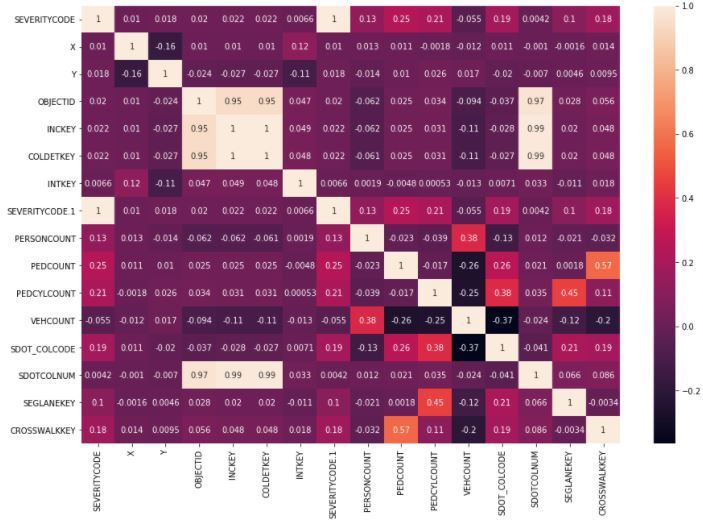 SEVERITYCODE 1 0.01 0.018 0.02 0.022 0.022 0.0066 1 0.13 0.25 0.21 -0.055 0.19 0.0042 0.1 0.18
X 0.01 1 -0.16 0.01 0.01 0.01 0.12 0.01 0.013 0.011 -0.0018 -0.012 0.011 -0.001 -0.0016 0.014
Y 0.018 -0.16 1 -0.024 -0.027 -0.027 -0.11 0.018 -0.014 0.01 0.026 0.017 -0.02 -0.007 0.0046 0.0095
OBJECTID 0.02 0.01 -0.024 1 0.95 0.95 0.047 0.02 -0.062 0.025 0.034 -0.094 -0.037 0.97 0.028 0.056
INCKEY 0.022 0.01 -0.027 0.95 1 1 0.049 0.022 -0.062 0.025 0.031 -0.11 -0.028 0.99 0.02 0.048
COLDETKEY 0.022 0.01 -0.027 0.95 1 1 0.048 0.022 -0.061 0.025 0.031 -0.11 -0.027 0.99 0.02 0.048
INTKEY 0.0066 0.12 -0.11 0.047 0.049 0.048 1 0.0066 0.0019 -0.0048 0.00053 -0.013 0.0071 0.033 -0.011 0.018
SEVERITYCODE.1 1 0.01 0.018 0.02 0.022 0.022 0.0066 1 0.13 0.25 0.21 -0.055 0.19 0.0042 0.1 0.18
PERSONCOUNT 0.13 0.013 -0.014 -0.062 -0.062 -0.061 0.0019 0.13 1 -0.023 -0.039 0.38 -0.13 0.012 -0.021 -0.032
PEDCOUNT 0.25 0.011 0.01 0.025 0.025 0.025 -0.0048 0.25 -0.023 1 -0.017 -0.26 0.26 0.021 0.0018 0.57
PEDCYLCOUNT 0.21 -0.0018 0.026 0.034 0.031 0.031 0.00053 0.21 -0.039 -0.017 1 -0.25 0.38 0.035 0.45 0.11
VEHCOUNT -0.055 -0.012 0.017 -0.094 -0.11 -0.11 -0.013 -0.055 0.38 -0.26 -0.25 1 -0.37 -0.024 -0.12 -0.2
SDOT_COLCODE 0.19 0.011 -0.02 -0.037 -0.028 -0.027 0.0071 0.19 -0.13 0.26 0.38 -0.37 1 -0.041 0.21 0.19
SDOTCOLNUM 0.0042 -0.001 -0.007 0.97 0.99 0.99 0.033 0.0042 0.012 0.021 0.035 -0.024 -0.041 1 0.066 0.086
SEGLANEKEY 0.1 -0.0016 0.0046 0.028 0.02 0.02 -0.011 0.1 -0.021 0.0018 0.45 -0.12 0.21 0.066 1 -0.0034
CROSSWALKKEY 0.18 0.014 0.0095 0.056 0.048 0.048 0.018 0.18 -0.032 0.57 0.11 -0.2 0.19 0.086 -0.0034 1
SEVERITYCODE
X
Y
OBJECTID
INCKEY
COLDETKEY
INTKEY
SEVERITYCODE.1
PERSONCOUNT
PEDCOUNT
PEDCYLCOUNT
VEHCOUNT
SDOT_COLCODE
SDOTCOLNUM
SEGLANEKEY
CROSSWALKKEY
1.0
0.8
0.6
0.4
0.2
0.0
−0.2